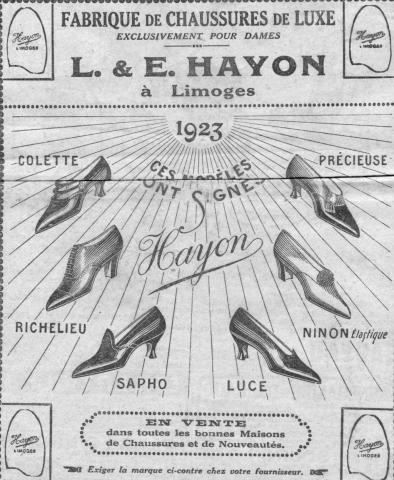 Hayon
LIMOGES
FABRIQUE DE CHAUSSURES DE LUXE
EXCLUSIVEMENT POUR DAMES
L. & E. HAYON
à Limoges
Hayon
LIMOGES
1923
CES MODÈLES
SONT SIGNÉS
COLETTE
PRÉCIEUSE
Hayon
RICHELIEU
NINON Élastique
SAPHO
LUCE
EN VENTE
dans toutes les bonnes Maisons
de Chaussures et de Nouveautés.
Hayon
LIMOGES
Hayon
LIMOGES
Exiger la marque ci-contre chez votre fournisseur.